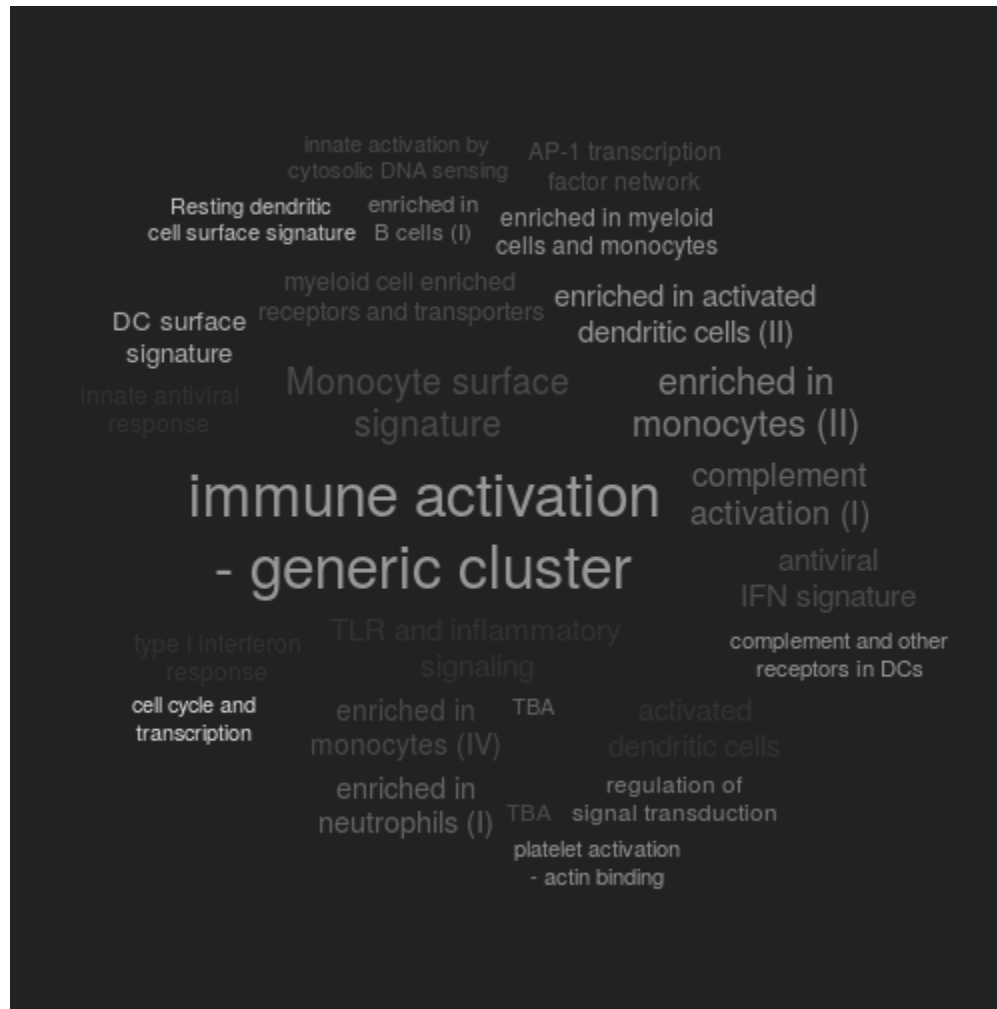 innate activation by
cytosolic DNA sensing
AP-1 transcription
factor network
Resting dendritic
cell surface signature
enriched in
B cells (I)
enriched in myeloid
cells and monocytes
myeloid cell enriched
receptors and transporters
enriched in activated
dendritic cells (II)
DC surface
signature
innate antiviral
response
Monocyte surface
signature
enriched in
monocytes (II)
immune activation
- generic cluster
complement
activation (I)
antiviral
IFN signature
type I interferon
response
TLR and inflammatory
signaling
complement and other
receptors in DCs
cell cycle and
transcription
enriched in
monocytes (IV)
TBA
activated
dendritic cells
enriched in
neutrophils (I)
TBA
regulation of
signal transduction
platelet activation
- actin binding